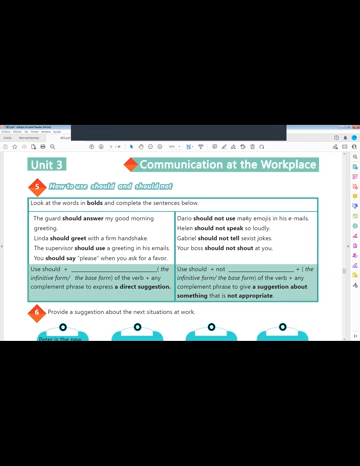 Unit 3
Communication at the Workplace
5
How to use should and should not
Look at the words in bolds and complete the sentences below.
The guard should answer my good morning
greeting.
Linda should greet with a firm handshake.
The supervisor should use a greeting in his emails.
You should say "please" when you ask for a favor.
Dario should not use many emojis in his e-mails.
Helen should not speak so loudly.
Gabriel should not tell sexist jokes.
Your boss should not shout at you.
Use should + ____________________( the
infinitive form/ the base form) of the verb + any
complement phrase to express a direct suggestion.
Use should + not ____________________ + ( the
infinitive form/ the base form) of the verb + any
complement phrase to give a suggestion about
something that is not appropriate.
6
Provide a suggestion about the next situations at work.
Peter is the new